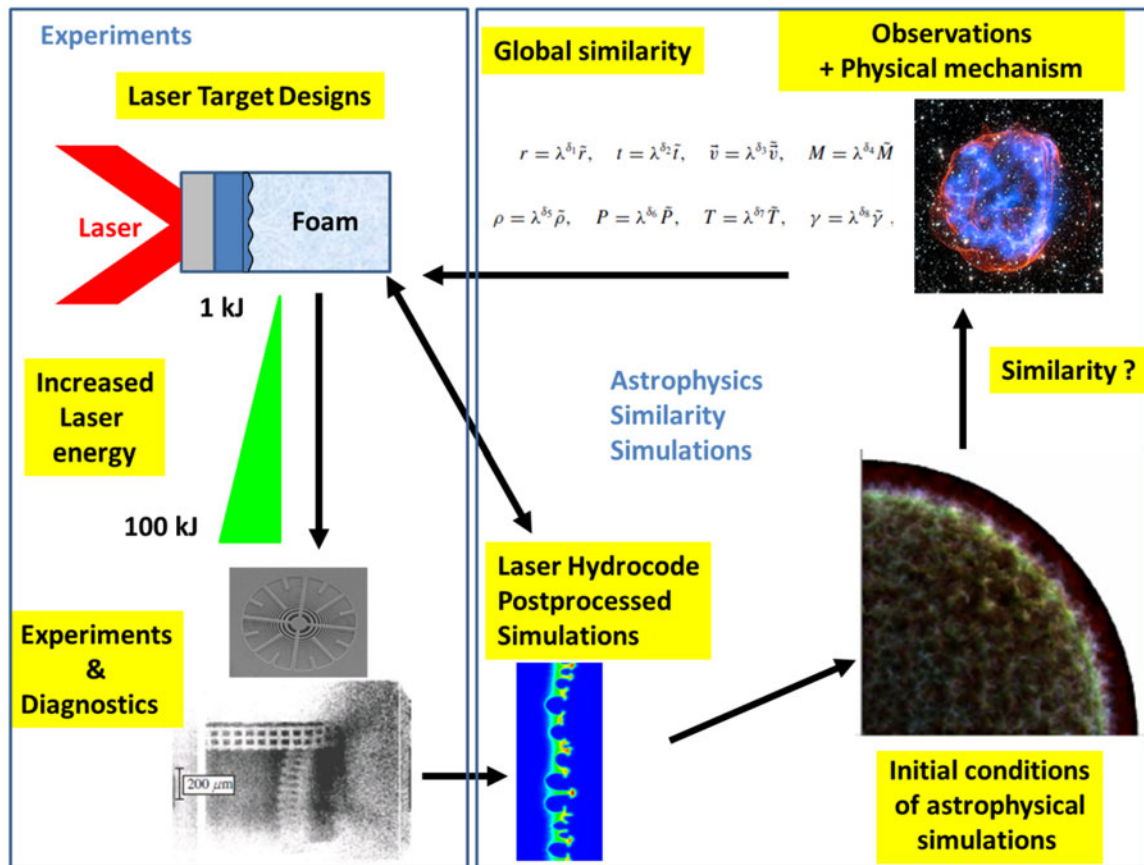 Experiments
Laser Target Designs
Laser
Foam
1 kJ
Increased
Laser
energy
100 kJ
Experiments
&
Diagnostics
200 μm
Global similarity
Observations
+ Physical mechanism
r = λ^{δ₁} r̃, t = λ^{δ₂} t̃, v⃗ = λ^{δ₃} ṽ⃗, M = λ^{δ₄} M̃
ρ = λ^{δ₅} ρ̃, P = λ^{δ₆} P̃, T = λ^{δ₇} T̃, γ = λ^{δ₈} γ̃ ,
Similarity ?
Astrophysics
Similarity
Simulations
Laser Hydrocode
Postprocessed
Simulations
Initial conditions
of astrophysical
simulations